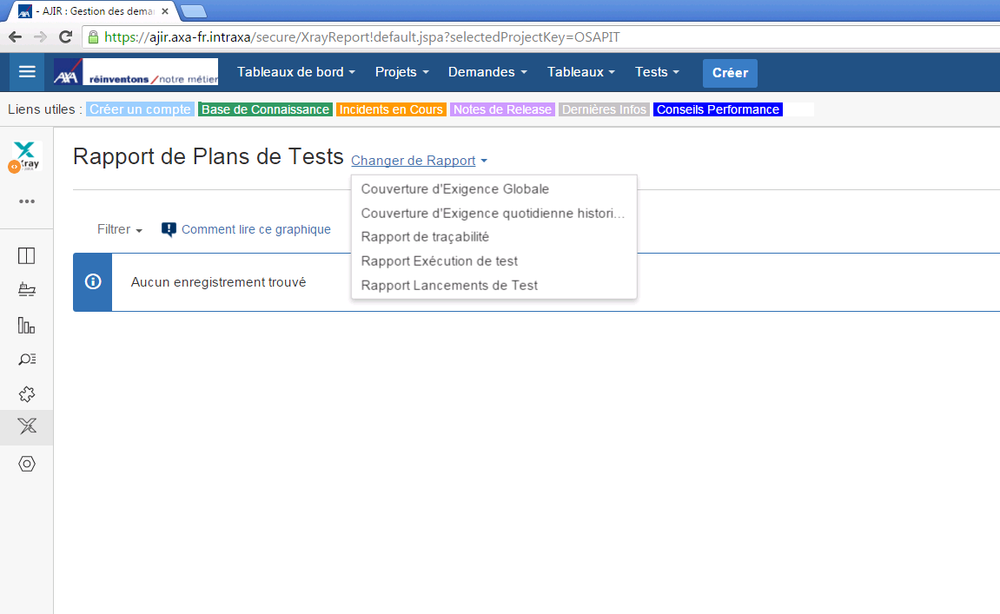 - AJIR : Gestion des dema
https://ajir.axa-fr.intraxa/secure/XrayReport!default.jspa?selectedProjectKey=OSAPIT
AXA réinventons / notre métier Tableaux de bord Projets Demandes Tableaux Tests Créer
Liens utiles : Créer un compte Base de Connaissance Incidents en Cours Notes de Release Dernières Infos Conseils Performance
Xray
Rapport de Plans de Tests Changer de Rapport
Couverture d'Exigence Globale
Couverture d'Exigence quotidienne histori...
Rapport de traçabilité
Rapport Exécution de test
Rapport Lancements de Test
Filtrer Comment lire ce graphique
Aucun enregistrement trouvé